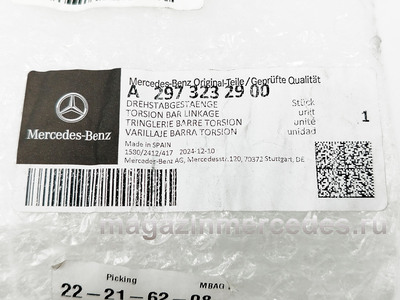 Mercedes-Benz Original-Teile/Geprüfte Qualität
A 297 323 29 00
DREHSTABGESTAENGE Stück
TORSION BAR LINKAGE unit 1
TRINGLERIE BARRE TORSION unité
VARILLAJE BARRA TORSION unidad
Mercedes-Benz
Made in SPAIN
1580/2412/417 2024-12-10
Mercedes-Benz AG, Mercedesstr.120, 70372 Stuttgart, DE
magazinmercedes.ru
Picking MBAG
22-21-62-08